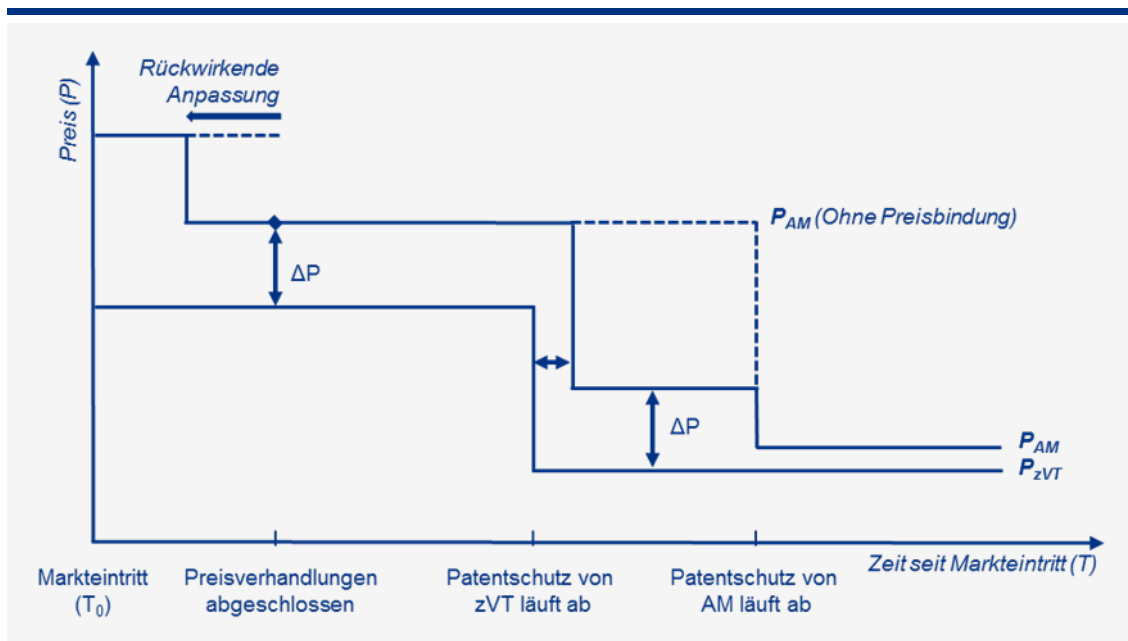 Rückwirkende
Anpassung
Preis (P)
P_AM (Ohne Preisbindung)
ΔP
ΔP
P_AM
P_zVT
Zeit seit Markteintritt (T)
Markteintritt
(T₀)
Preisverhandlungen
abgeschlossen
Patentschutz von
zVT läuft ab
Patentschutz von
AM läuft ab